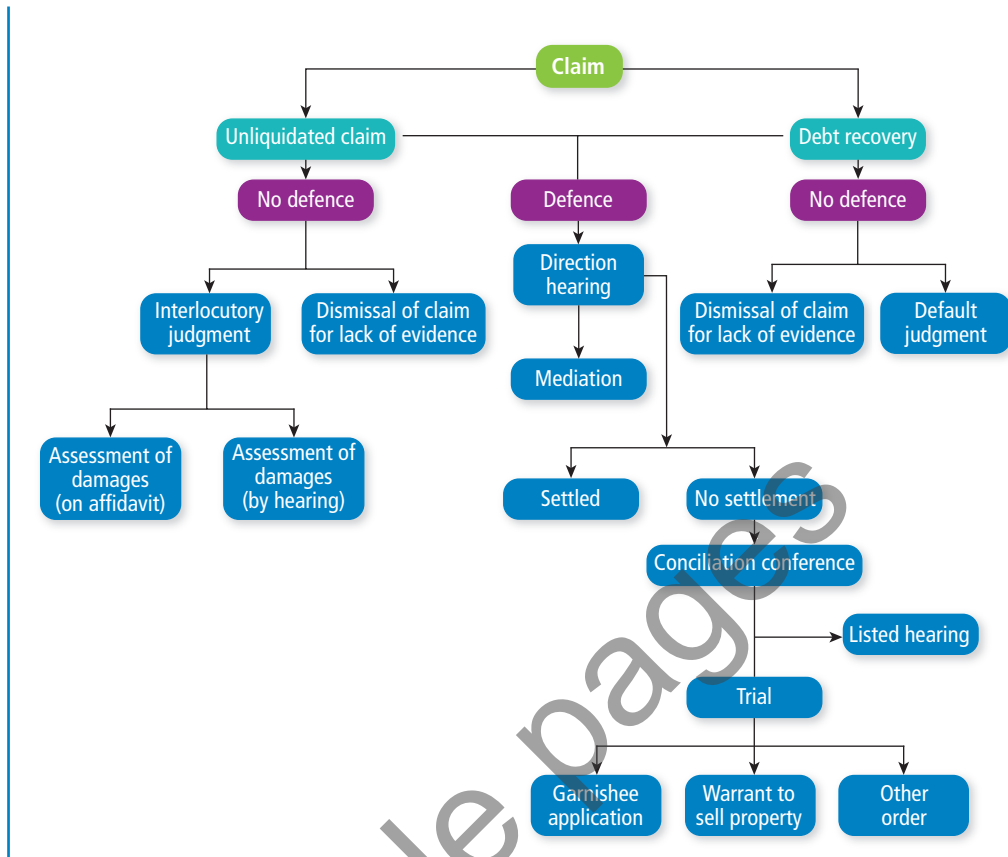 Claim
Unliquidated claim
Debt recovery
No defence
Defence
No defence
Direction
hearing
Interlocutory
judgment
Dismissal of claim
for lack of evidence
Dismissal of claim
for lack of evidence
Default
judgment
Mediation
Assessment of
damages
(on affidavit)
Assessment of
damages
(by hearing)
Settled
No settlement
Conciliation conference
Listed hearing
Trial
Garnishee
application
Warrant to
sell property
Other
order
pages